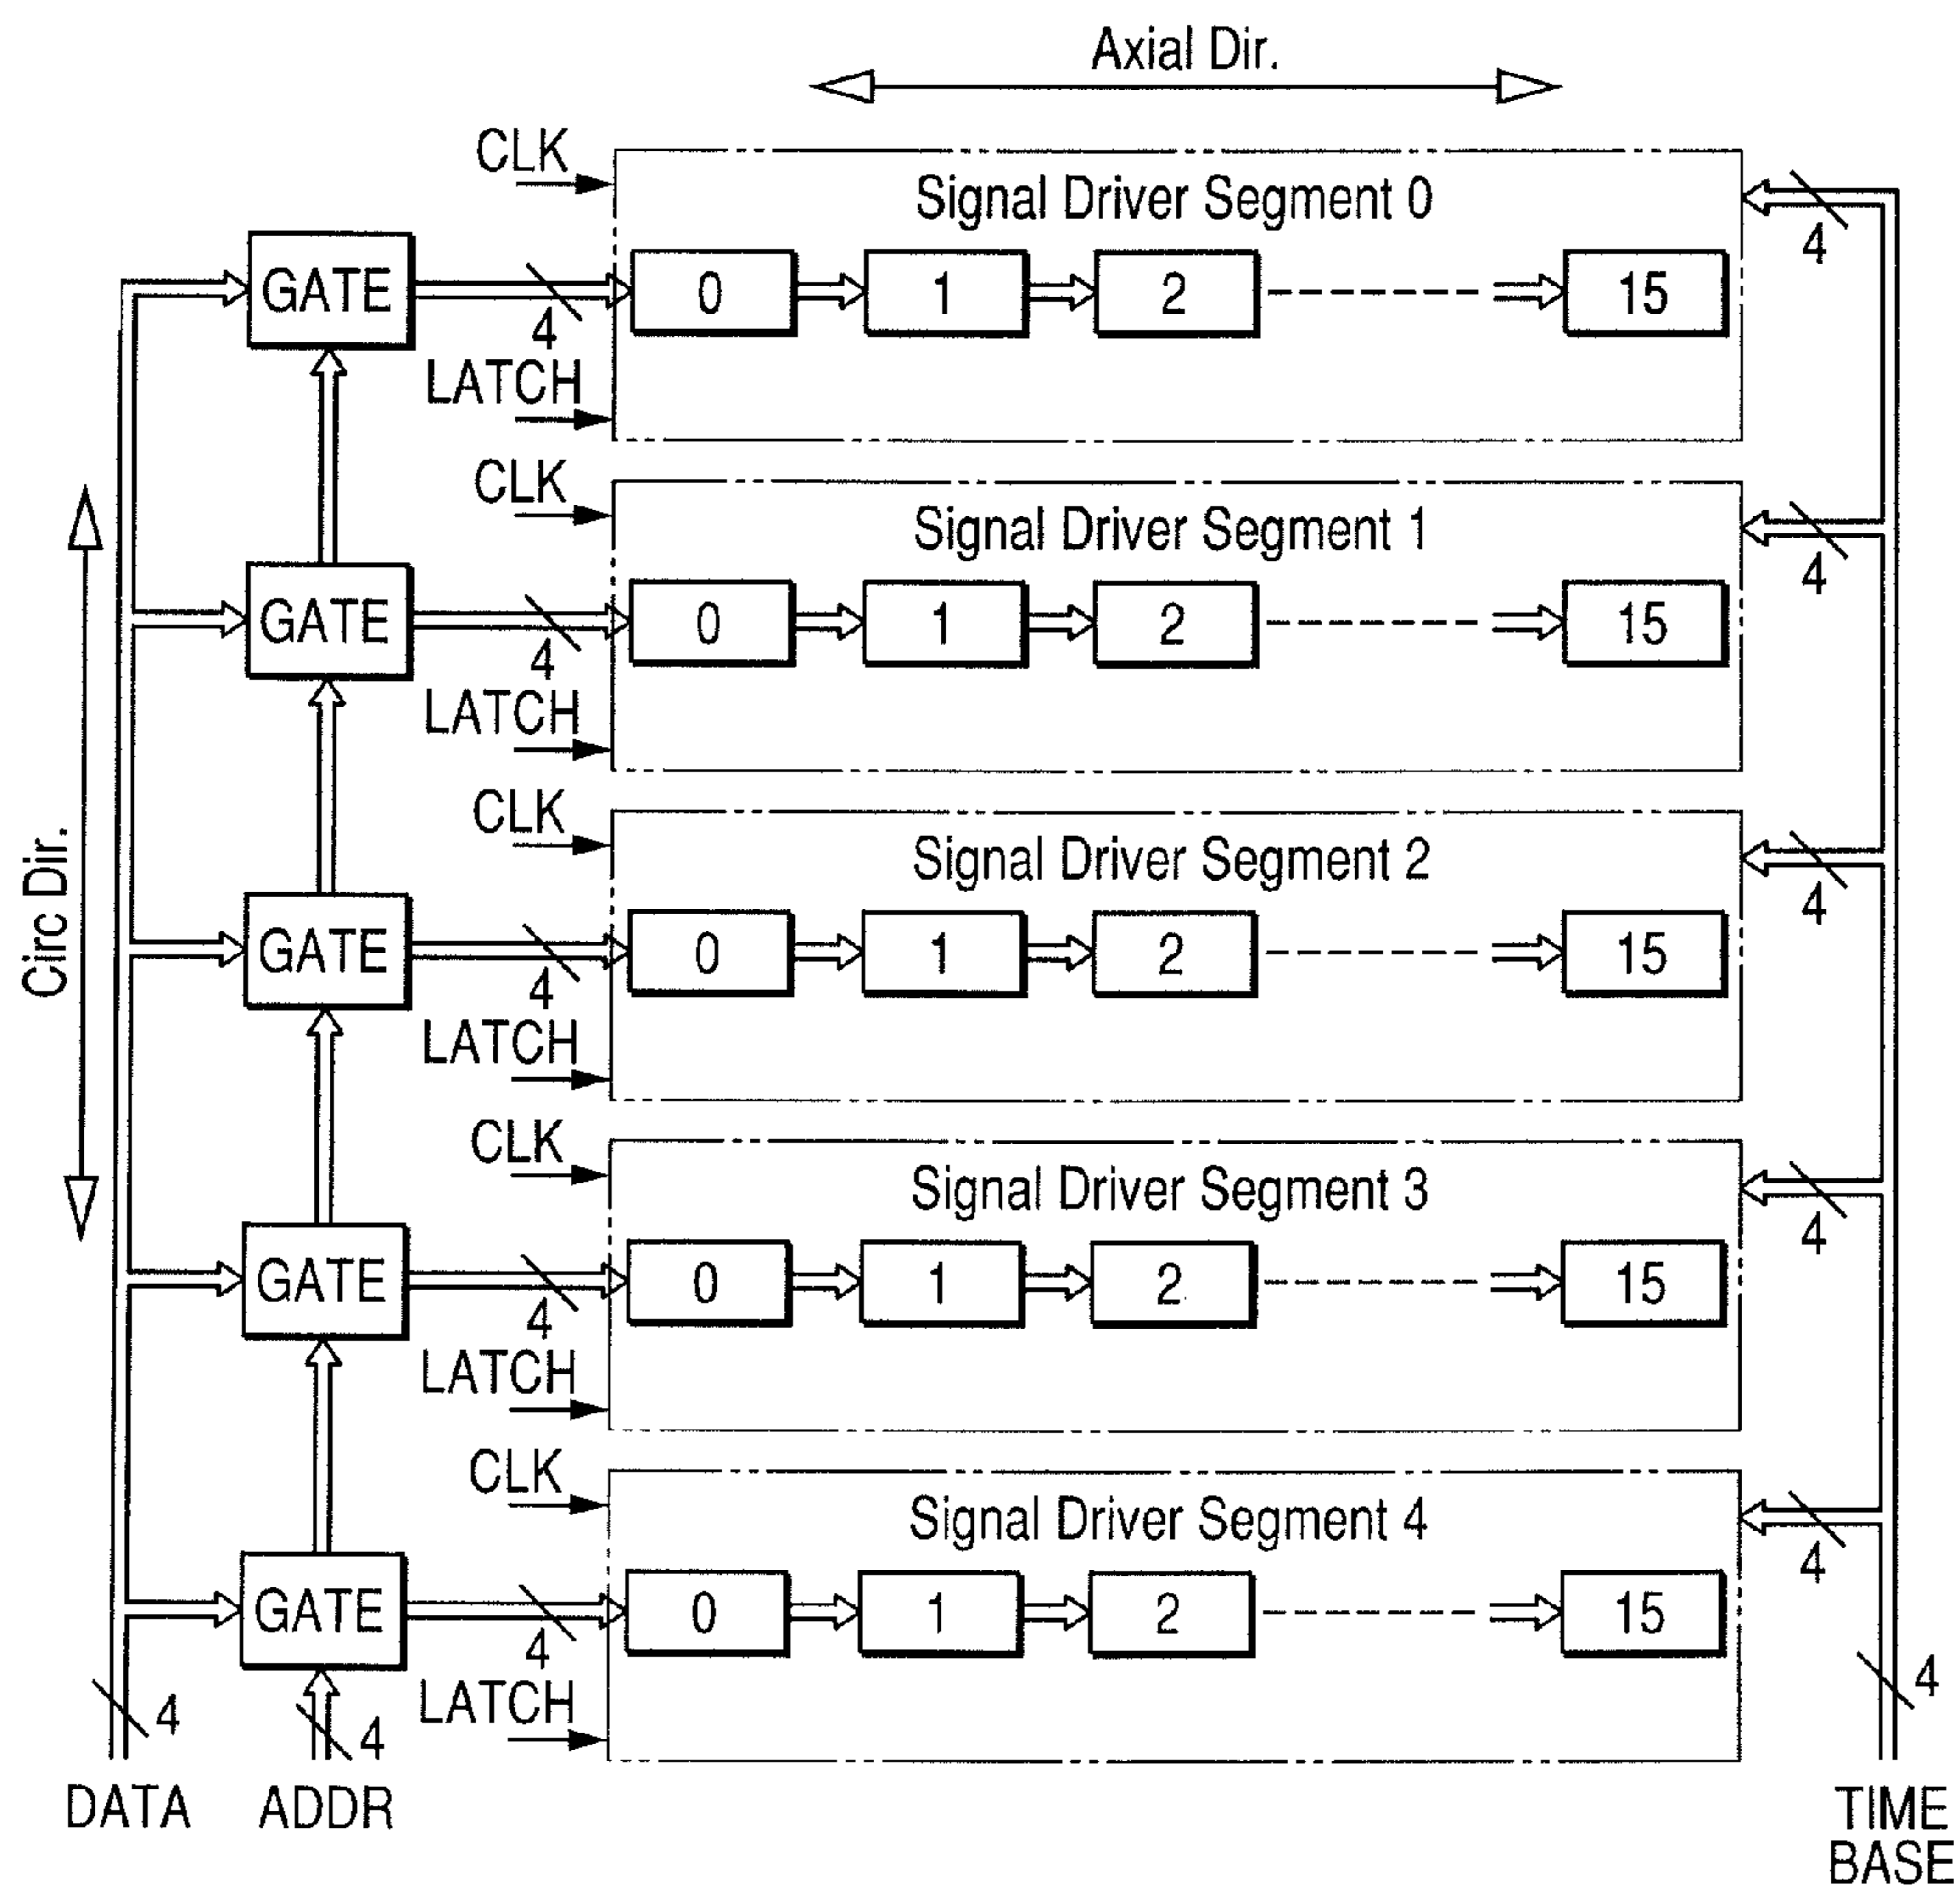 Axial Dir.
CLK
Signal Driver Segment 0
4
GATE
4
0
1
2
15
LATCH
CLK
Signal Driver Segment 1
4
GATE
4
0
1
2
15
LATCH
Circ Dir.
CLK
Signal Driver Segment 2
4
GATE
4
0
1
2
15
LATCH
CLK
Signal Driver Segment 3
4
GATE
4
0
1
2
15
LATCH
CLK
Signal Driver Segment 4
4
GATE
4
0
1
2
15
LATCH
4
4
4
DATA
ADDR
TIME
BASE